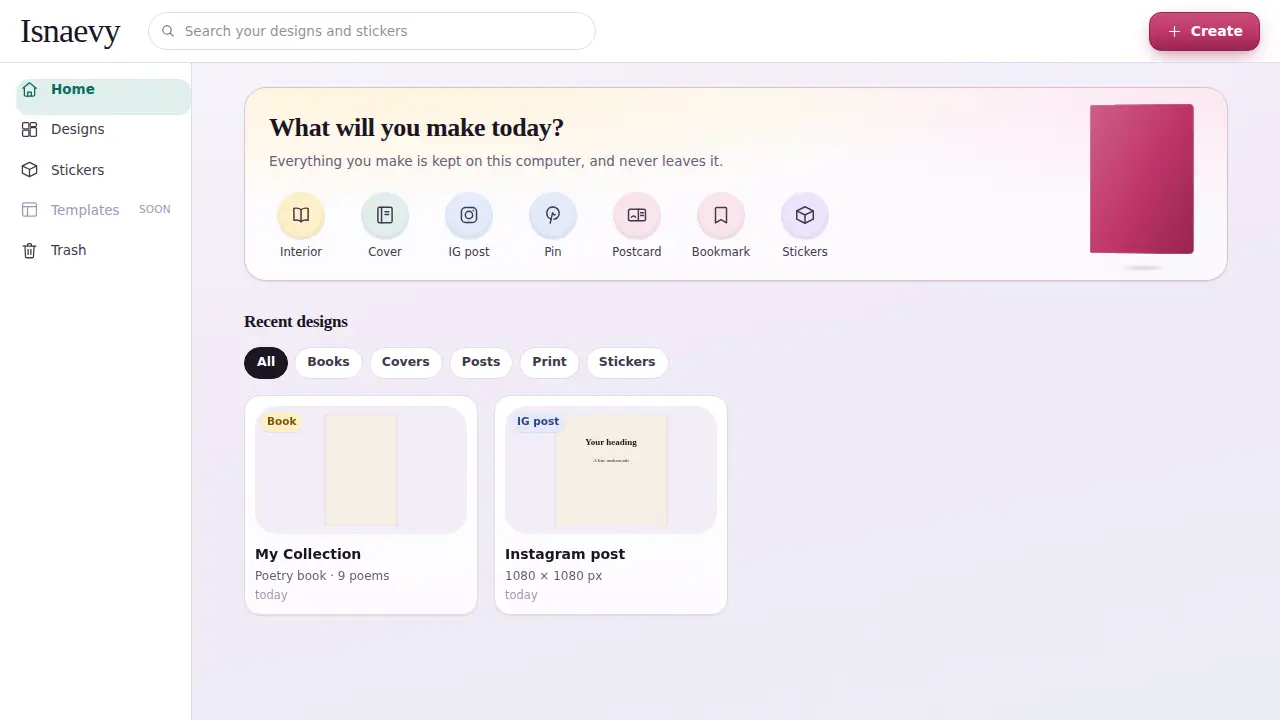 Isnaevy
Search your designs and stickers
Create
Home
Designs
Stickers
Templates SOON
Trash
What will you make today?
Everything you make is kept on this computer, and never leaves it.
Interior Cover IG post Pin Postcard Bookmark Stickers
Recent designs
All Books Covers Posts Print Stickers
Book
My Collection
Poetry book · 9 poems
today
IG post
Your heading
A line underneath
Instagram post
1080 × 1080 px
today